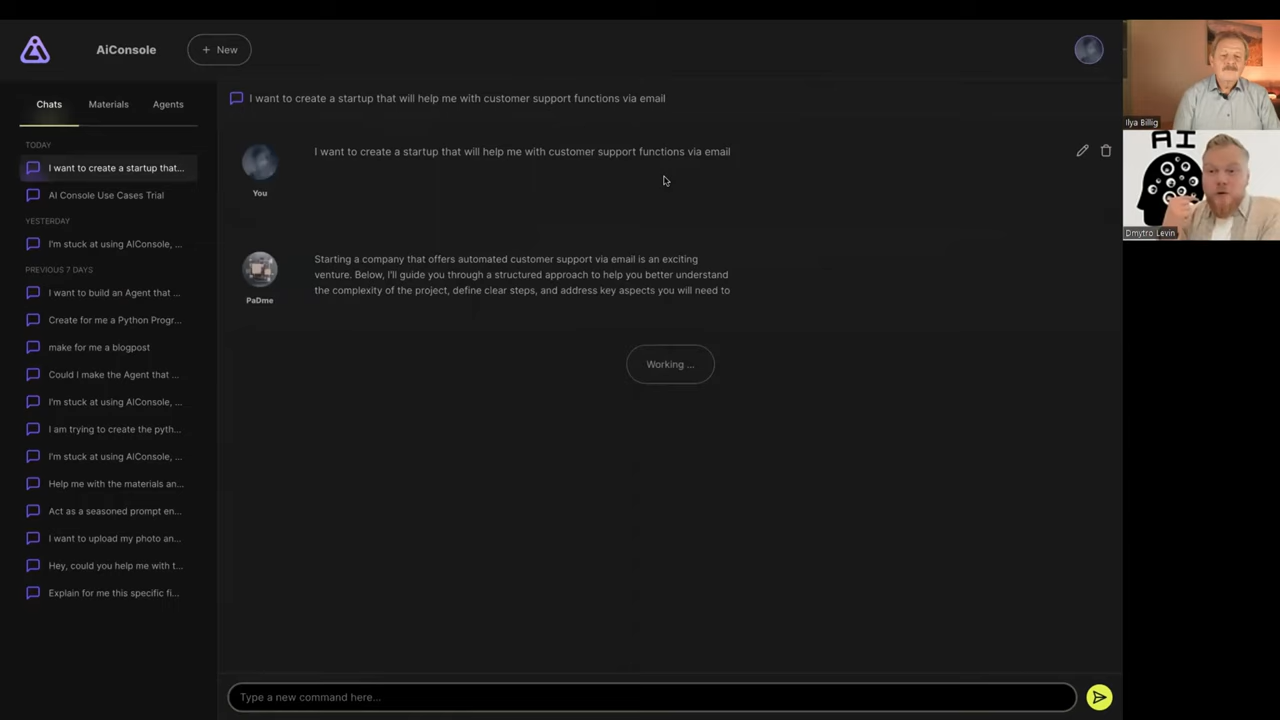 AiConsole
+ New
Chats
Materials
Agents
TODAY
I want to create a startup that...
AI Console Use Cases Trial
YESTERDAY
I'm stuck at using AIConsole, ...
PREVIOUS 7 DAYS
I want to build an Agent that ...
Create for me a Python Progr...
make for me a blogpost
Could I make the Agent that ...
I'm stuck at using AIConsole, ...
I am trying to create the pyth...
I'm stuck at using AIConsole, ...
Help me with the materials an...
Act as a seasoned prompt en...
I want to upload my photo an...
Hey, could you help me with t...
Explain for me this specific fi...
I want to create a startup that will help me with customer support functions via email
I want to create a startup that will help me with customer support functions via email
You
Starting a company that offers automated customer support via email is an exciting
venture. Below, I'll guide you through a structured approach to help you better understand
the complexity of the project, define clear steps, and address key aspects you will need to
PaDme
Working ...
Type a new command here...
Ilya Billig
AI
Dmytro Levin